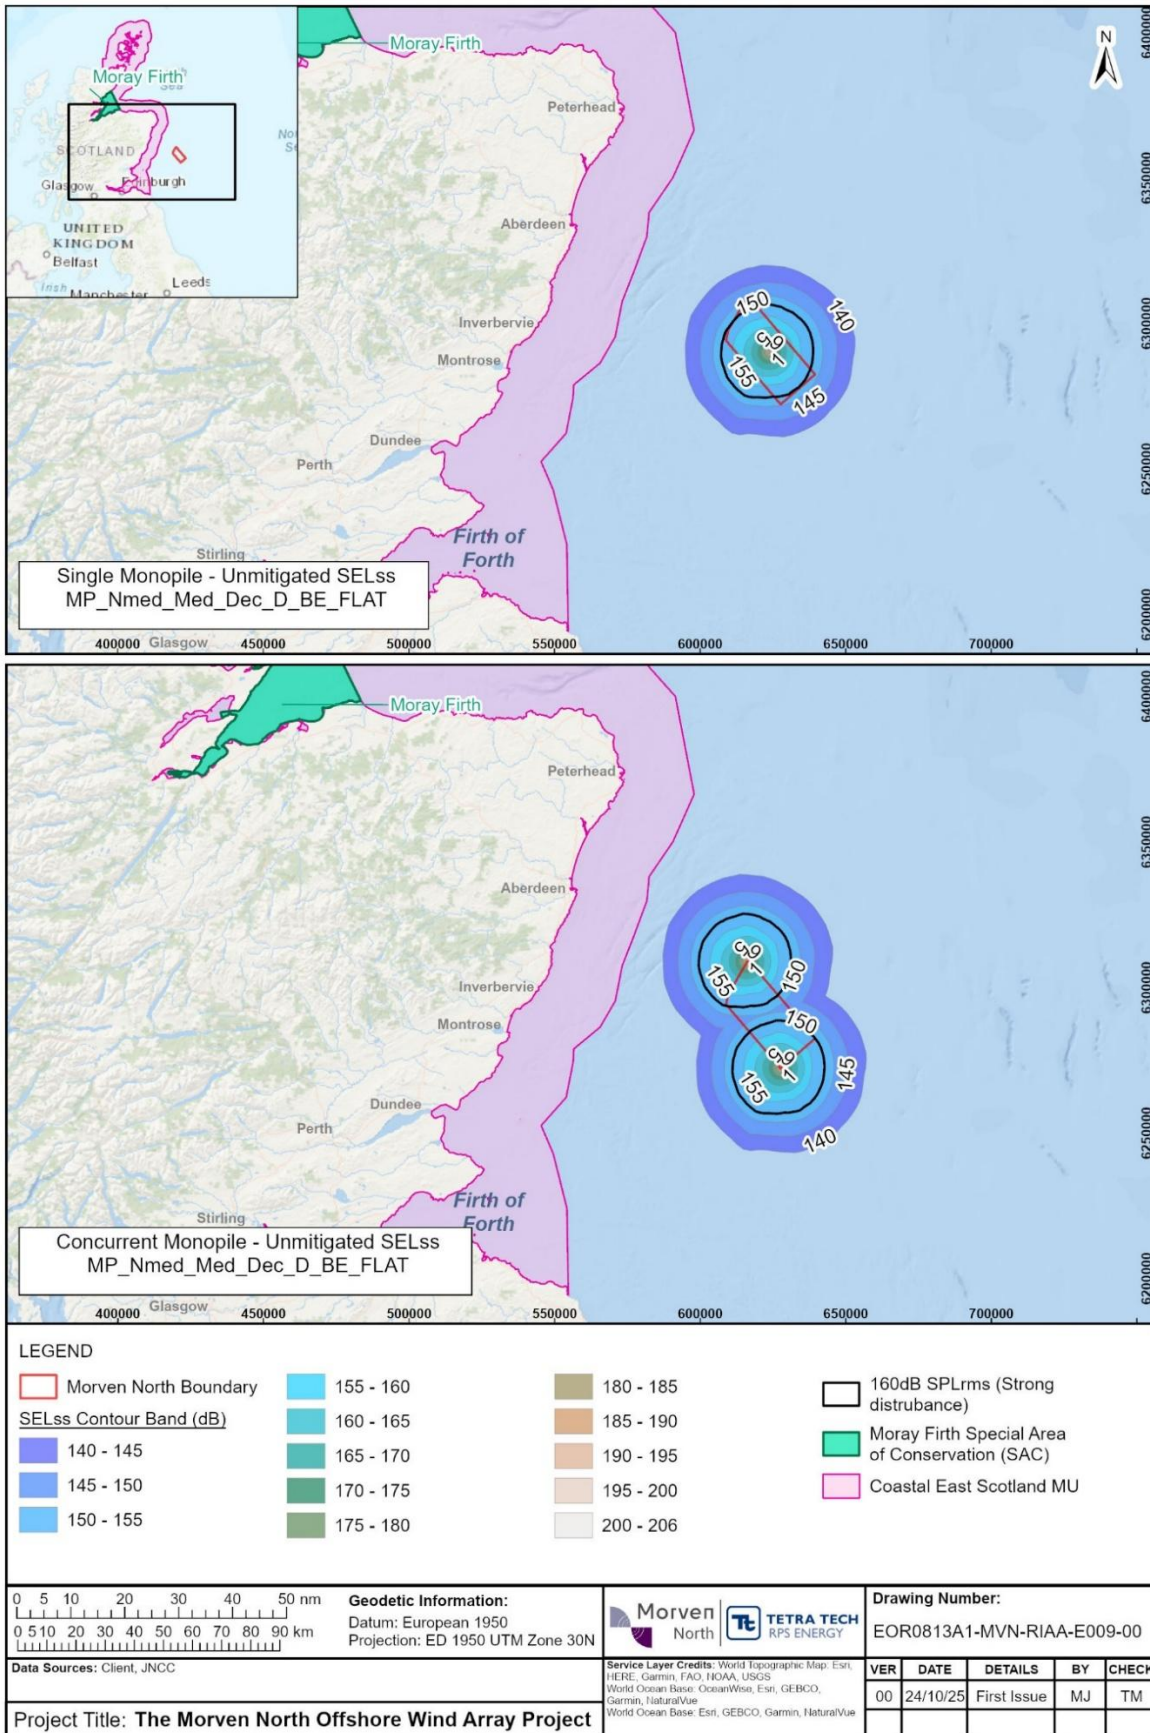 Moray Firth
N
6400000
Moray Firth
SCOTLAND
Glasgow
UNITED
KINGDOM
Belfast
Irish
Manchester
Leeds
Peterhead
6350000
Aberdeen
Inverbervie
Montrose
6300000
150
140
155
145
Dundee
Perth
6250000
Firth of
Forth
Stirling
Single Monopile - Unmitigated SELss
MP_Nmed_Med_Dec_D_BE_FLAT
6200000
400000 Glasgow 450000 500000 550000 600000 650000 700000
Moray Firth
6400000
Peterhead
6350000
Aberdeen
Inverbervie
Montrose
6300000
155
150
150
155
145
140
Dundee
Perth
6250000
Firth of
Forth
Stirling
Concurrent Monopile - Unmitigated SELss
MP_Nmed_Med_Dec_D_BE_FLAT
6200000
400000 Glasgow 450000 500000 550000 600000 650000 700000
LEGEND
Morven North Boundary
SELss Contour Band (dB)
140 - 145
145 - 150
150 - 155
155 - 160
160 - 165
165 - 170
170 - 175
175 - 180
180 - 185
185 - 190
190 - 195
195 - 200
200 - 206
160dB SPLrms (Strong
distrubance)
Moray Firth Special Area
of Conservation (SAC)
Coastal East Scotland MU
0 5 10 20 30 40 50 nm
0 5 10 20 30 40 50 60 70 80 90 km
Geodetic Information:
Datum: European 1950
Projection: ED 1950 UTM Zone 30N
Morven
North
Tt
TETRA TECH
RPS ENERGY
Drawing Number:
EOR0813A1-MVN-RIAA-E009-00
Data Sources: Client, JNCC
Service Layer Credits: World Topographic Map: Esri,
HERE, Garmin, FAO, NOAA, USGS
World Ocean Base: OceanWise, Esri, GEBCO,
Garmin, NaturalVue
World Ocean Base: Esri, GEBCO, Garmin, NaturalVue
VER DATE DETAILS BY CHECK
00 24/10/25 First Issue MJ TM
Project Title: The Morven North Offshore Wind Array Project